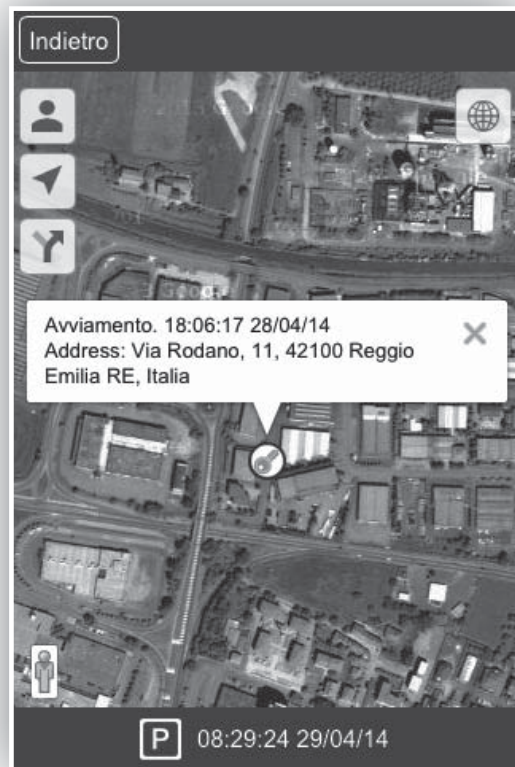 Indietro
Avviamento. 18:06:17 28/04/14
Address: Via Rodano, 11, 42100 Reggio
Emilia RE, Italia
P 08:29:24 29/04/14